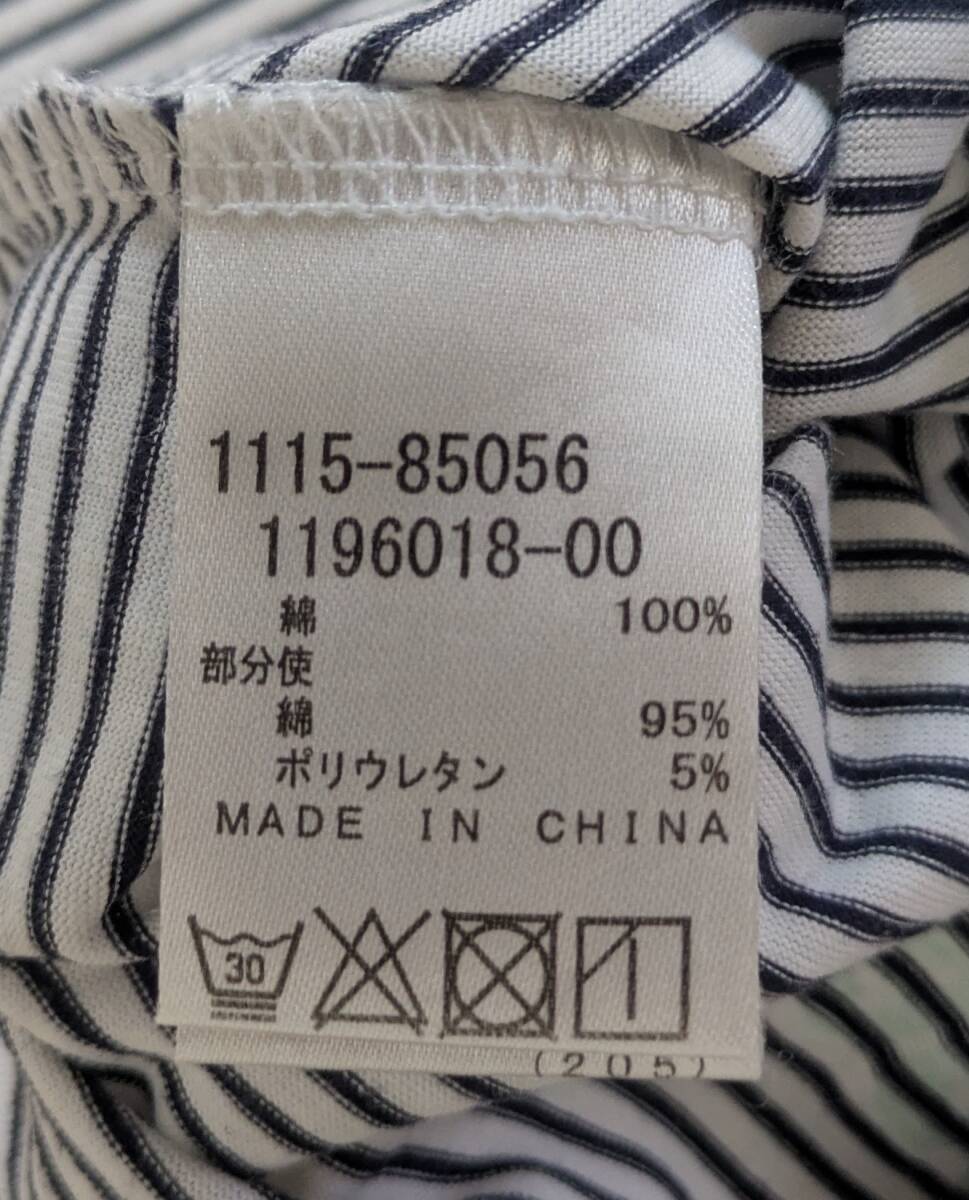 1115-85056
1196018-00
綿 100%
部分使
綿 95%
ポリウレタン 5%
MADE IN CHINA
30
(205)